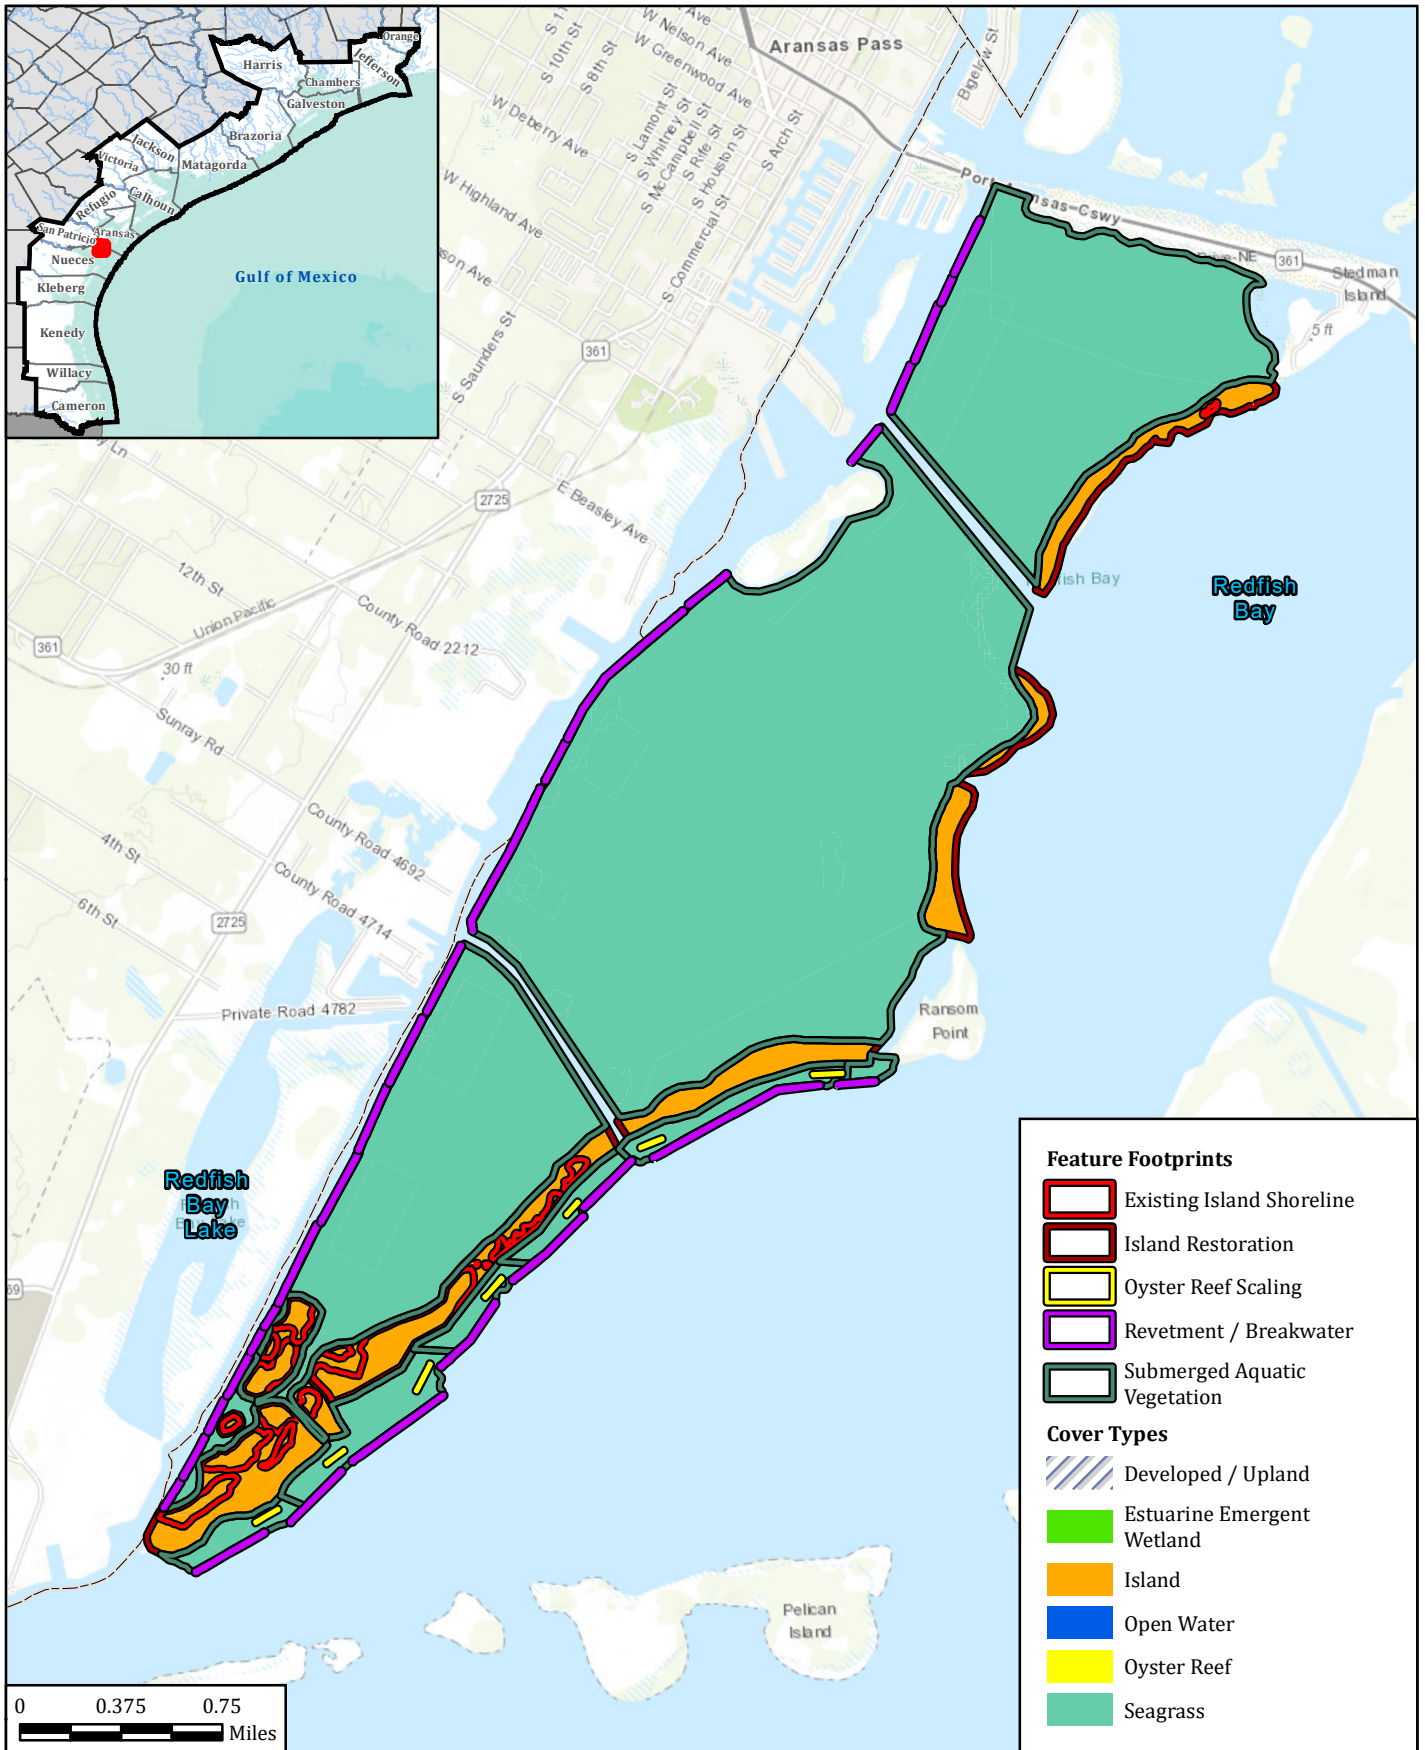 Orange
Jefferson
Harris
Chambers
Galveston
Brazoria
Jackson
Matagorda
Victoria
Calhoun
Refugio
Aransas
San Patricio
Nueces
Kleberg
Kenedy
Willacy
Cameron
Gulf of Mexico
W Nelson Ave
W Greenwood Ave
Aransas Pass
Bigelow St
S 10th St
S 8th St
W Deberry Ave
S Lamont St
S Whitney St
S McCampbell St
S Rife St
S Houston St
S Arch St
S Commercial St
W Highland Ave
S Saunders St
Cswy
361
Stedman
Island
5 ft
361
2725
E Beasley Ave
12th St
Union Pacific
County Road 2212
361
30 ft
Sunray Rd
County Road 4692
4th St
County Road 4714
6th St
2725
Private Road 4782
Redfish
Bay
Ransom
Point
Redfish
Bay
Lake
69
Pelican
Island
0 0.375 0.75
Miles
Feature Footprints
Existing Island Shoreline
Island Restoration
Oyster Reef Scaling
Revetment / Breakwater
Submerged Aquatic
Vegetation
Cover Types
Developed / Upland
Estuarine Emergent
Wetland
Island
Open Water
Oyster Reef
Seagrass